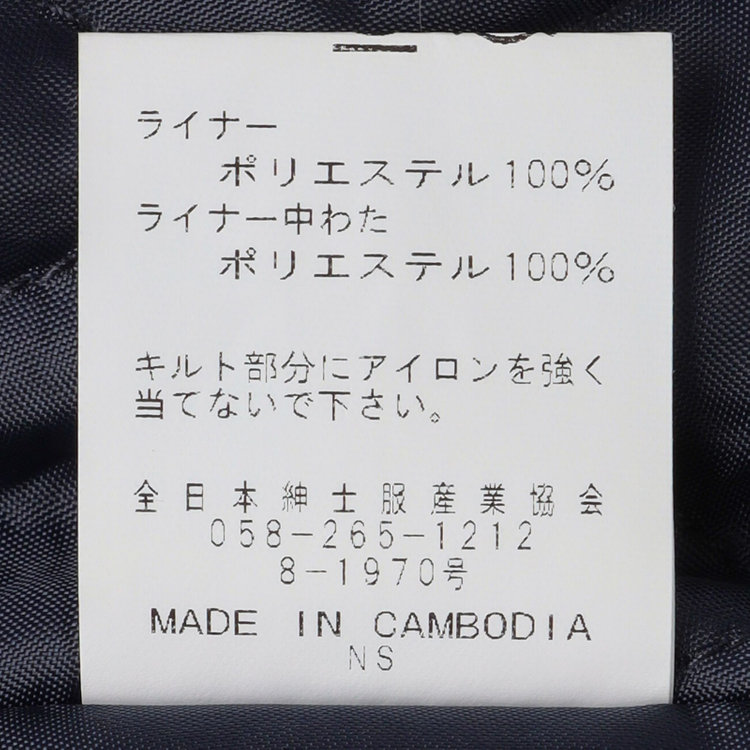 ライナー
ポリエステル100%
ライナー中わた
ポリエステル100%
キルト部分にアイロンを強く
当てないで下さい。
全日本紳士服産業協会
058-265-1212
8-1970号
MADE IN CAMBODIA
NS